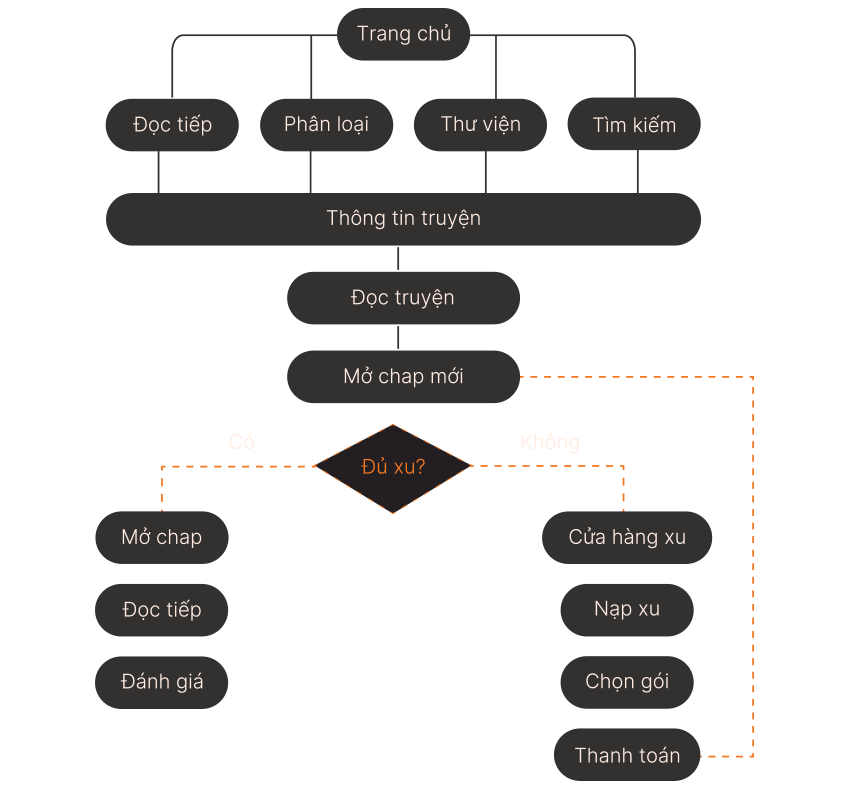 Trang chủ
Đọc tiếp
Phân loại
Thư viện
Tìm kiếm
Thông tin truyện
Đọc truyện
Mở chap mới
Có
Không
Đủ xu?
Mở chap
Cửa hàng xu
Đọc tiếp
Nạp xu
Đánh giá
Chọn gói
Thanh toán